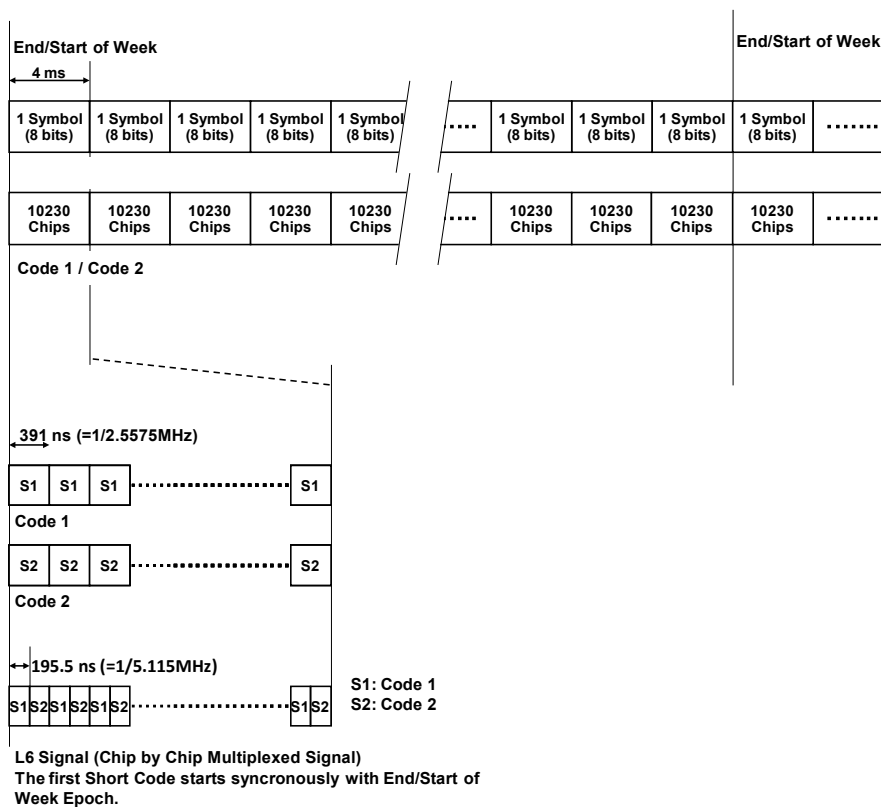 End/Start of Week
End/Start of Week
4 ms
1 Symbol (8 bits) 1 Symbol (8 bits) 1 Symbol (8 bits) 1 Symbol (8 bits) 1 Symbol (8 bits) ..... 1 Symbol (8 bits) 1 Symbol (8 bits) 1 Symbol (8 bits) 1 Symbol (8 bits) .......
10230 Chips 10230 Chips 10230 Chips 10230 Chips 10230 Chips ..... 10230 Chips 10230 Chips 10230 Chips 10230 Chips .......
Code 1 / Code 2
391 ns (=1/2.5575MHz)
S1 S1 S1 S1
Code 1
S2 S2 S2 S2
Code 2
195.5 ns (=1/5.115MHz)
S1 S2 S1 S2 S1 S2 S1 S2
S1: Code 1
S2: Code 2
L6 Signal (Chip by Chip Multiplexed Signal)
The first Short Code starts syncronously with End/Start of
Week Epoch.